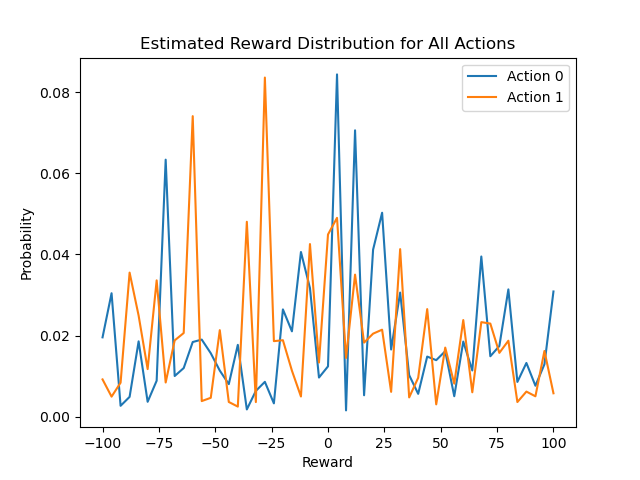 Estimated Reward Distribution for All Actions
Action 0
Action 1
0.08
0.06
0.04
0.02
0.00
Probability
−100
−75
−50
−25
0
25
50
75
100
Reward